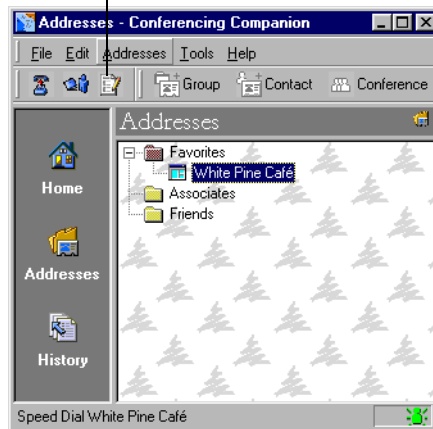 Addresses - Conferencing Companion
File Edit Addresses Tools Help
Group Contact Conference
Addresses
Home
Addresses
History
Favorites
White Pine Café
Associates
Friends
Speed Dial White Pine Café